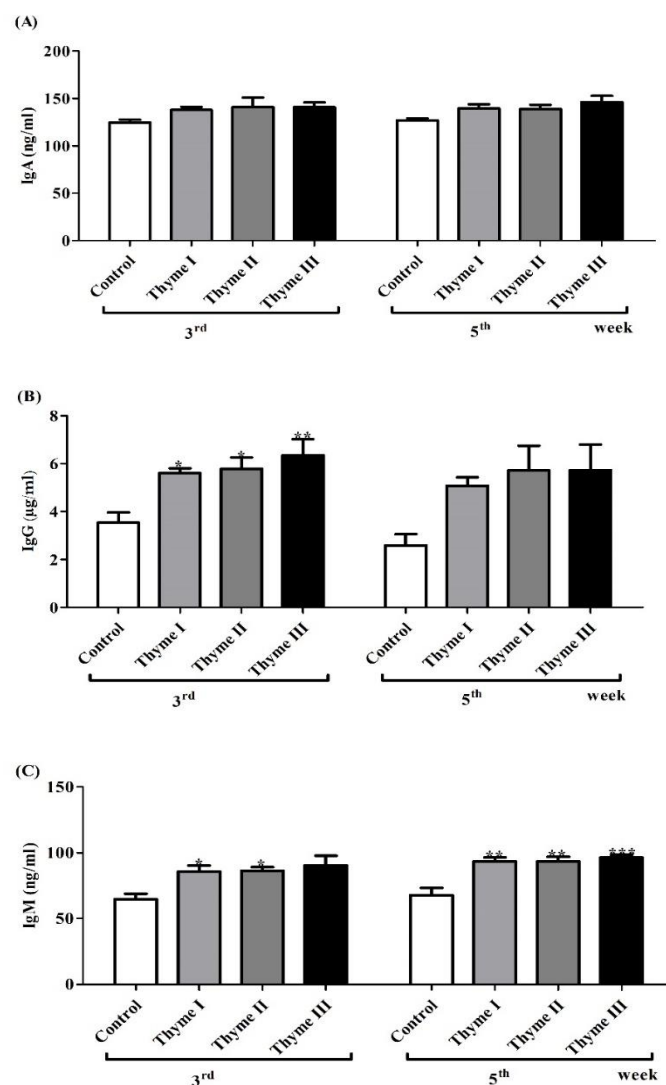 (A)
200
150
100
50
0
IgA (ng/ml)
Control Thyme I Thyme II Thyme III Control Thyme I Thyme II Thyme III
3rd 5th week
(B)
8
6
4
2
0
IgG (µg/ml)
* * **
Control Thyme I Thyme II Thyme III Control Thyme I Thyme II Thyme III
3rd 5th week
(C)
150
100
50
0
IgM (ng/ml)
* * ** ** ***
Control Thyme I Thyme II Thyme III Control Thyme I Thyme II Thyme III
3rd 5th week